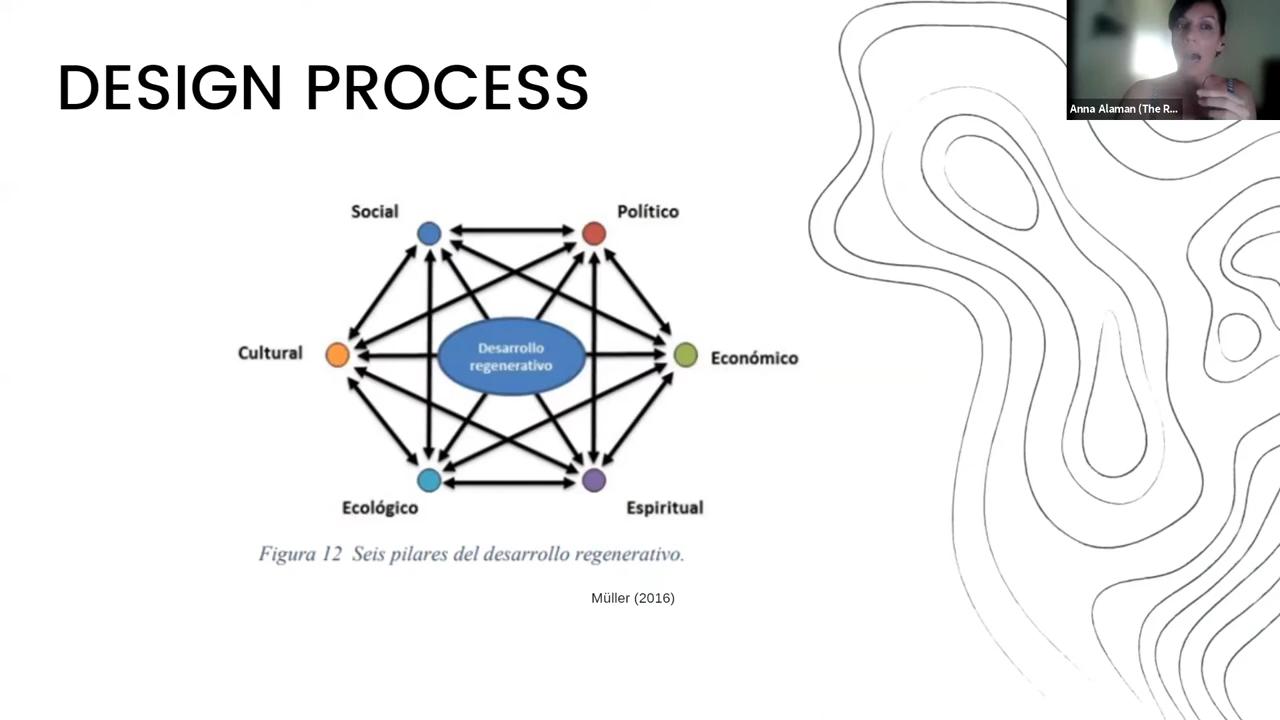 DESIGN PROCESS
Anna Alaman (The R...
Social
Político
Cultural
Desarrollo
regenerativo
Económico
Ecológico
Espiritual
Figura 12 Seis pilares del desarrollo regenerativo.
Müller (2016)